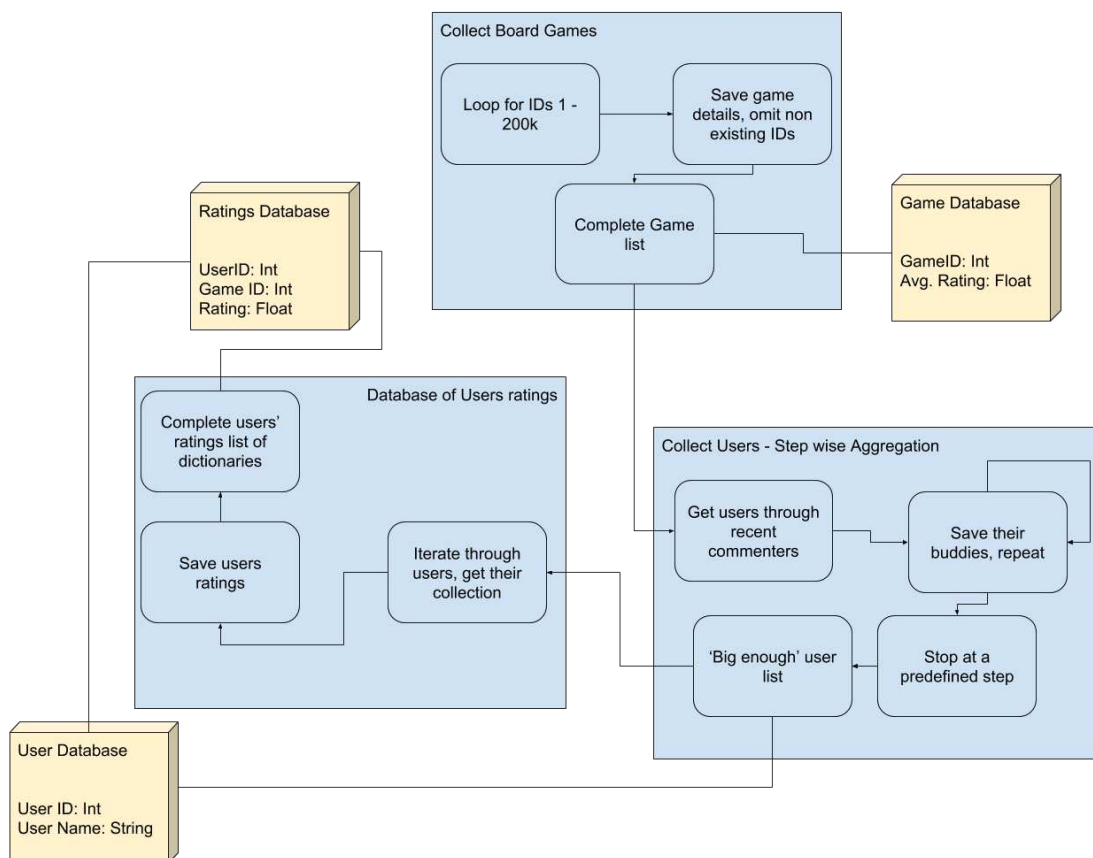 Collect Board Games
Loop for IDs 1 -
200k
Save game
details, omit non
existing IDs
Complete Game
list
Game Database
GameID: Int
Avg. Rating: Float
Ratings Database
UserID: Int
Game ID: Int
Rating: Float
Database of Users ratings
Complete users'
ratings list of
dictionaries
Save users
ratings
Iterate through
users, get their
collection
Collect Users - Step wise Aggregation
Get users through
recent
commenters
Save their
buddies, repeat
‘Big enough’ user
list
Stop at a
predefined step
User Database
User ID: Int
User Name: String